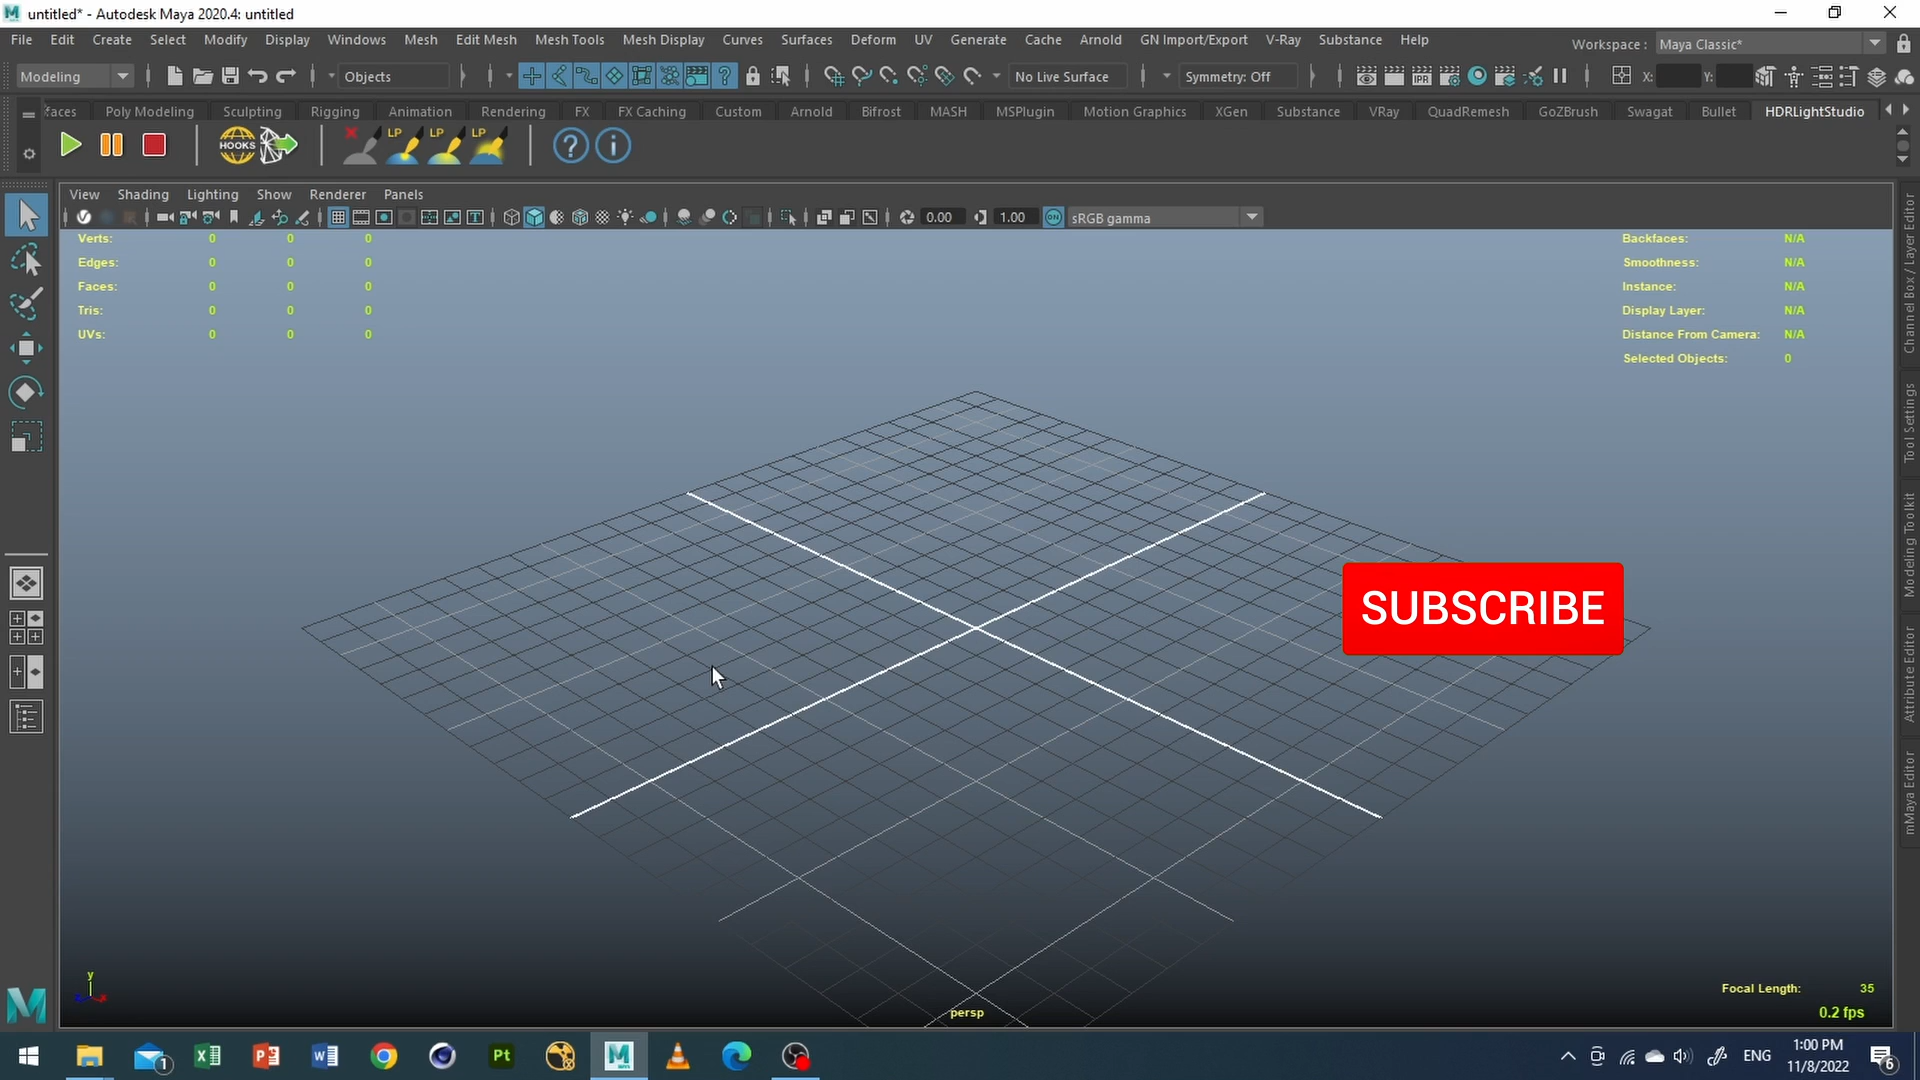 untitled* - Autodesk Maya 2020.4: untitled
File Edit Create Select Modify Display Windows Mesh Edit Mesh Mesh Tools Mesh Display Curves Surfaces Deform UV Generate Cache Arnold GN Import/Export V-Ray Substance Help
Workspace : Maya Classic*
Modeling Objects No Live Surface Symmetry: Off X: Y:
faces Poly Modeling Sculpting Rigging Animation Rendering FX FX Caching Custom Arnold Bifrost MASH MSPlugin Motion Graphics XGen Substance VRay QuadRemesh GoZBrush Swagat Bullet HDRLightStudio
HOOKS LP LP LP
View Shading Lighting Show Renderer Panels
0.00 1.00 ON sRGB gamma
Verts: 0 0 0
Edges: 0 0 0
Faces: 0 0 0
Tris: 0 0 0
UVs: 0 0 0
Backfaces: N/A
Smoothness: N/A
Instance: N/A
Display Layer: N/A
Distance From Camera: N/A
Selected Objects: 0
Channel Box / Layer Editor
Tool Settings
Modeling Toolkit
Attribute Editor
mMaya Editor
SUBSCRIBE
y
Focal Length: 35
persp
0.2 fps
1 Pt
ENG
1:00 PM
11/8/2022
6